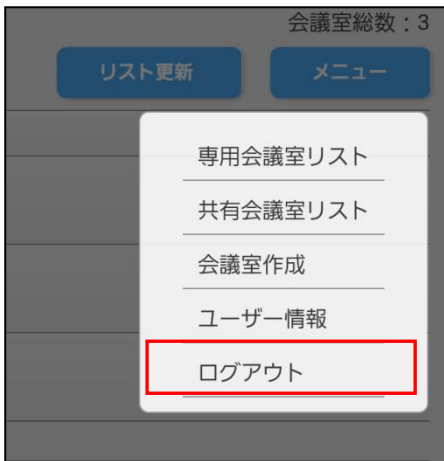 会議室総数：3
リスト更新 メニュー
専用会議室リスト
共有会議室リスト
会議室作成
ユーザー情報
ログアウト